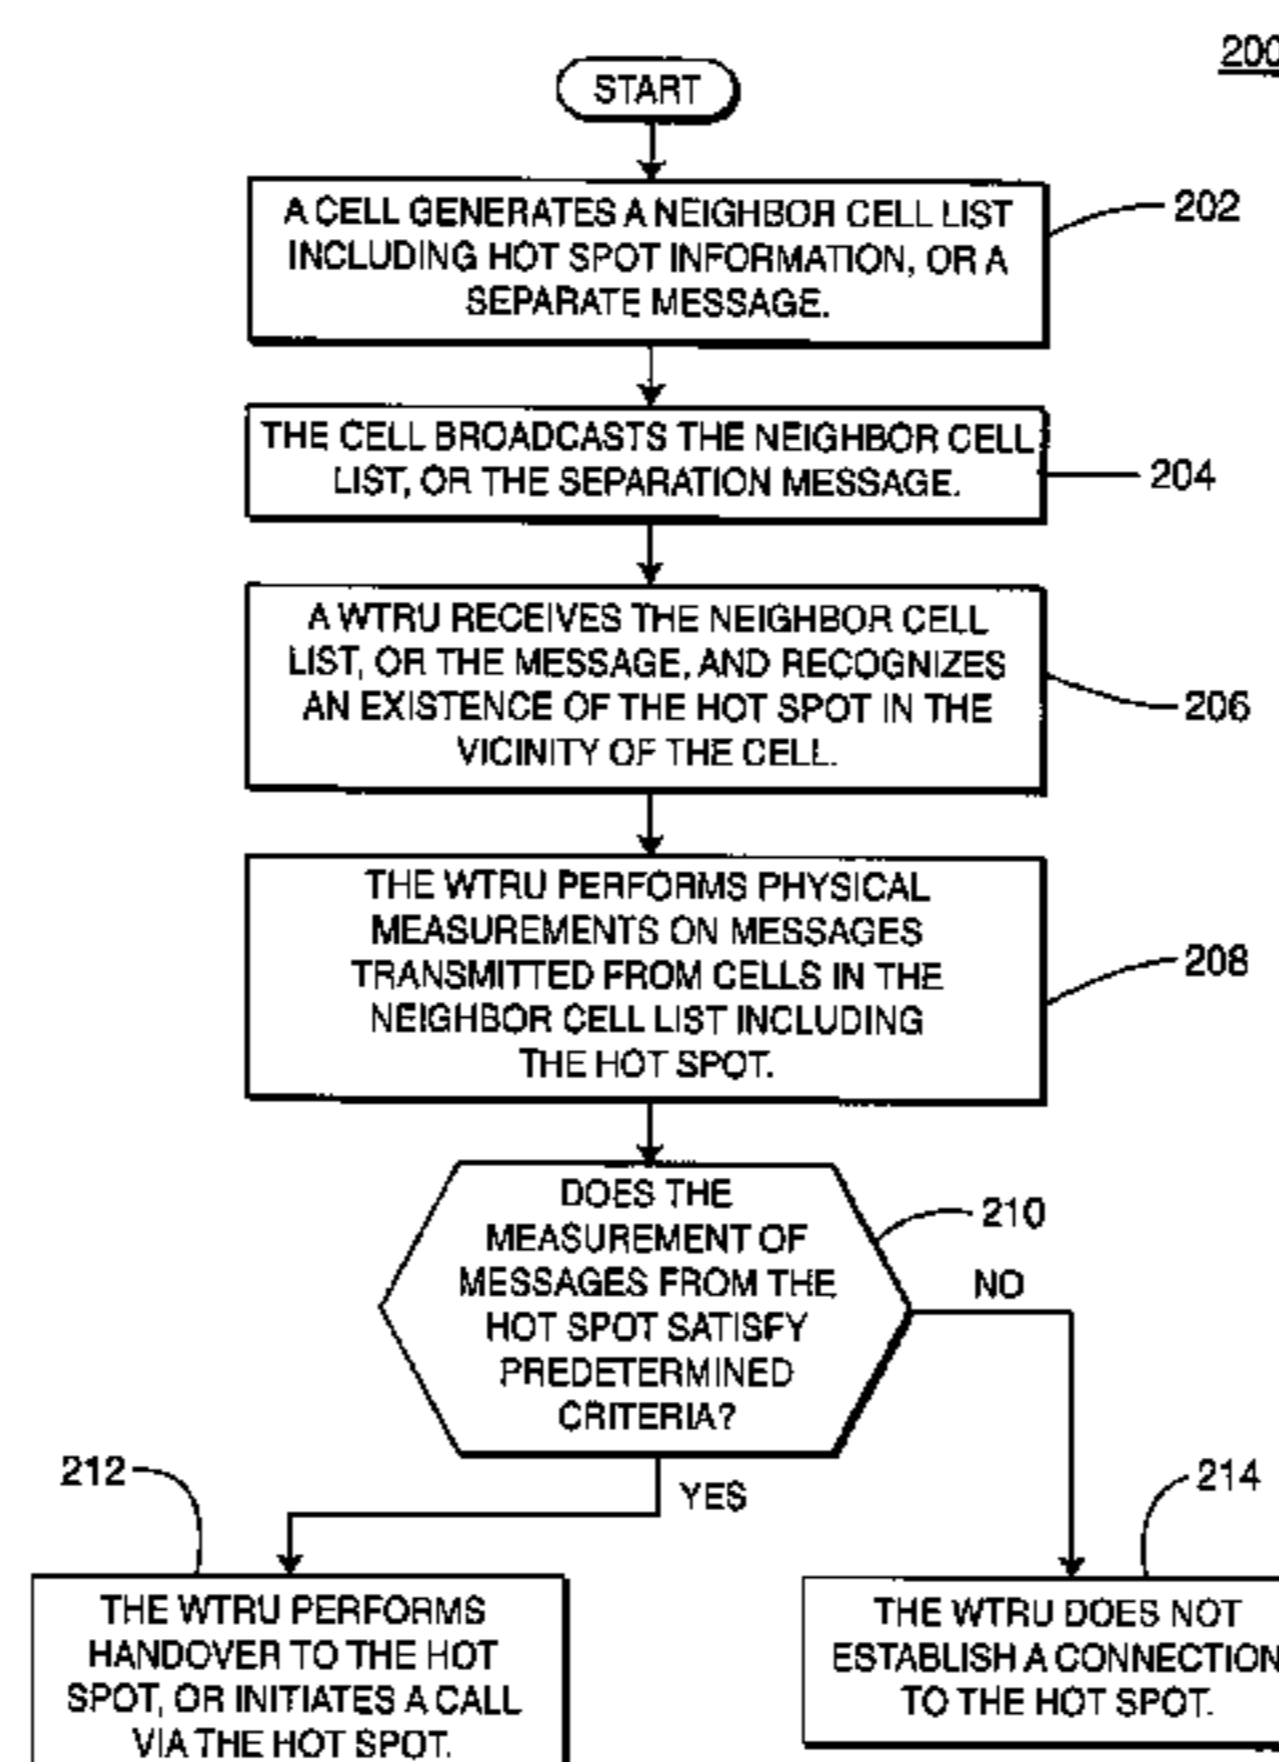 200
START
A CELL GENERATES A NEIGHBOR CELL LIST
INCLUDING HOT SPOT INFORMATION, OR A
SEPARATE MESSAGE.
202
THE CELL BROADCASTS THE NEIGHBOR CELL
LIST, OR THE SEPARATION MESSAGE.
204
A WTRU RECEIVES THE NEIGHBOR CELL
LIST, OR THE MESSAGE, AND RECOGNIZES
AN EXISTENCE OF THE HOT SPOT IN THE
VICINITY OF THE CELL.
206
THE WTRU PERFORMS PHYSICAL
MEASUREMENTS ON MESSAGES
TRANSMITTED FROM CELLS IN THE
NEIGHBOR CELL LIST INCLUDING
THE HOT SPOT.
208
DOES THE
MEASUREMENT OF
MESSAGES FROM THE
HOT SPOT SATISFY
PREDETERMINED
CRITERIA?
210
NO
YES
212
THE WTRU PERFORMS
HANDOVER TO THE HOT
SPOT, OR INITIATES A CALL
VIA THE HOT SPOT.
214
THE WTRU DOES NOT
ESTABLISH A CONNECTION
TO THE HOT SPOT.